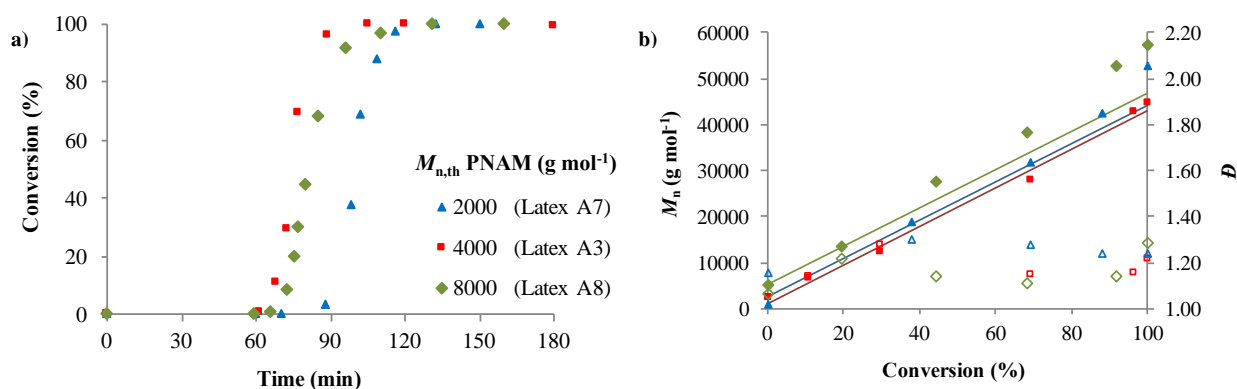 a)
Conversion (%)
100
80
60
40
20
0
0 30 60 90 120 150 180
Time (min)
Mn,th PNAM (g mol-1)
2000 (Latex A7)
4000 (Latex A3)
8000 (Latex A8)
b)
Mn (g mol-1)
60000
50000
40000
30000
20000
10000
0
0 20 40 60 80 100
Conversion (%)
2.20
2.00
1.80
1.60
1.40
1.20
1.00
Đ